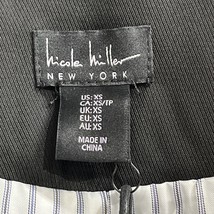 Nicole Miller
NEW YORK
US:XS
CA:XS/TP
UK:XS
EU:XS
AU:XS
MADE IN
CHINA